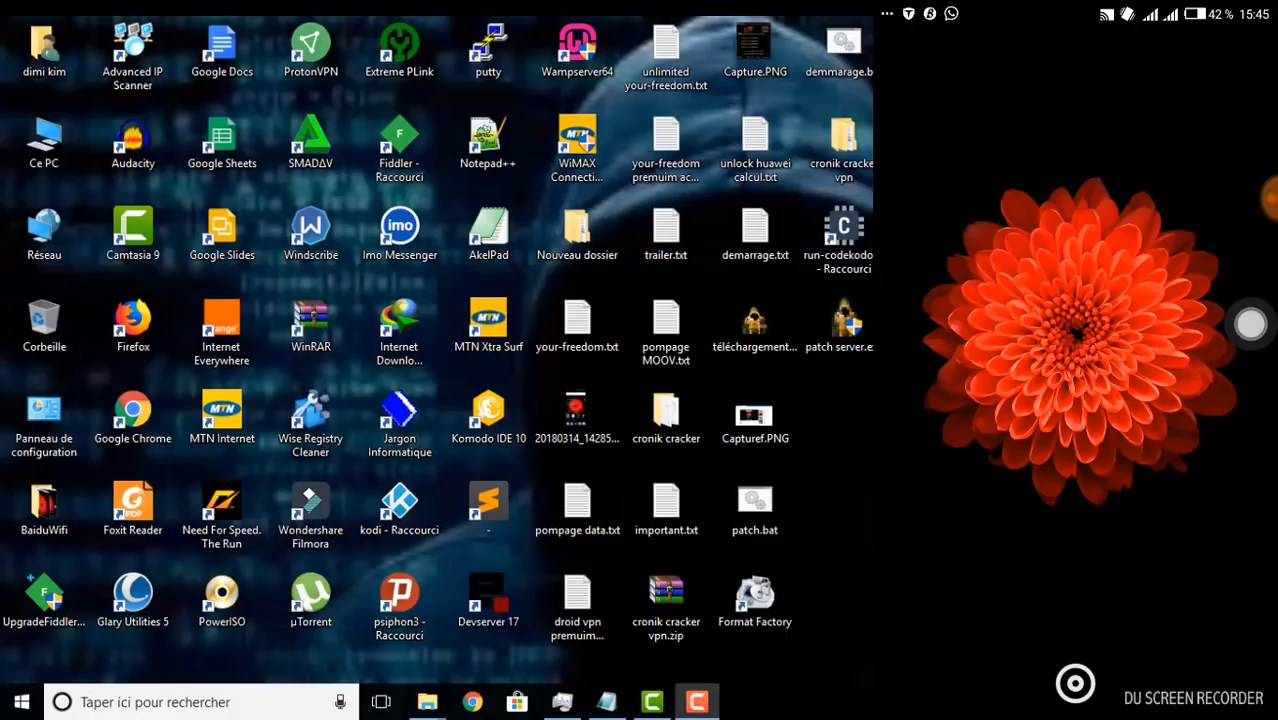 42 % 15:45
dimi kim
Advanced IP
Scanner
Google Docs
ProtonVPN
Extreme PLink
putty
Wampserver64
unlimited
your-freedom.txt
Capture.PNG
demmarage.b
Ce PC
Audacity
Google Sheets
SMADΔV
Fiddler -
Raccourci
Notepad++
WiMAX
Connecti...
your-freedom
premuim ac...
unlock huawei
calcul.txt
cronik cracke
vpn
Réseau
Camtasia 9
Google Slides
Windscribe
Imo Messenger
AkelPad
Nouveau dossier
trailer.txt
demarrage.txt
run-codekodo
- Raccourci
Corbeille
Firefox
Internet
Everywhere
WinRAR
Internet
Downlo...
MTN Xtra Surf
your-freedom.txt
pompage
MOOV.txt
téléchargement...
patch server.ex
Panneau de
configuration
Google Chrome
MTN Internet
Wise Registry
Cleaner
Jargon
Informatique
Komodo IDE 10
20180314_14285...
cronik cracker
Capturef.PNG
BaiduWifi
Foxit Reader
Need For Speed.
The Run
Wondershare
Filmora
kodi - Raccourci
-
pompage data.txt
important.txt
patch.bat
UpgradeFiddler...
Glary Utilities 5
PowerISO
µTorrent
psiphon3 -
Raccourci
Devserver 17
droid vpn
premuim...
cronik cracker
vpn.zip
Format Factory
Taper ici pour rechercher
DU SCREEN RECORDER